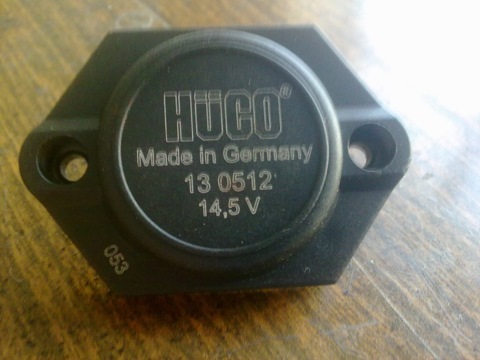 HÜCO®
Made in Germany
13 0512
14,5 V
053